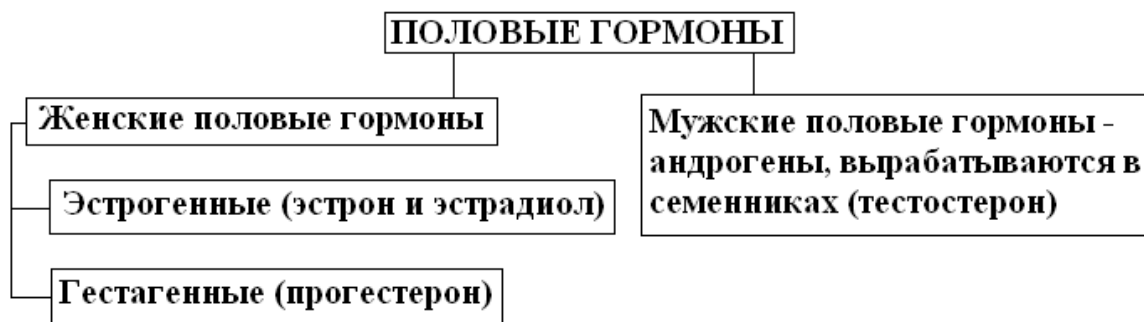 ПОЛОВЫЕ ГОРМОНЫ
Женские половые гормоны
Эстрогенные (эстрон и эстрадиол)
Гестагенные (прогестерон)
Мужские половые гормоны -
андрогены, вырабатываются в
семенниках (тестостерон)